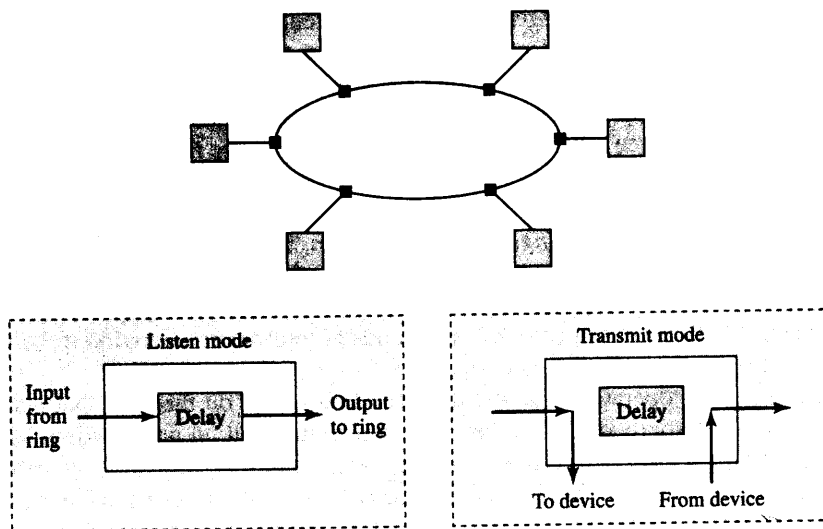 Listen mode
Input
from
ring
Delay
Output
to ring
Transmit mode
Delay
To device
From device